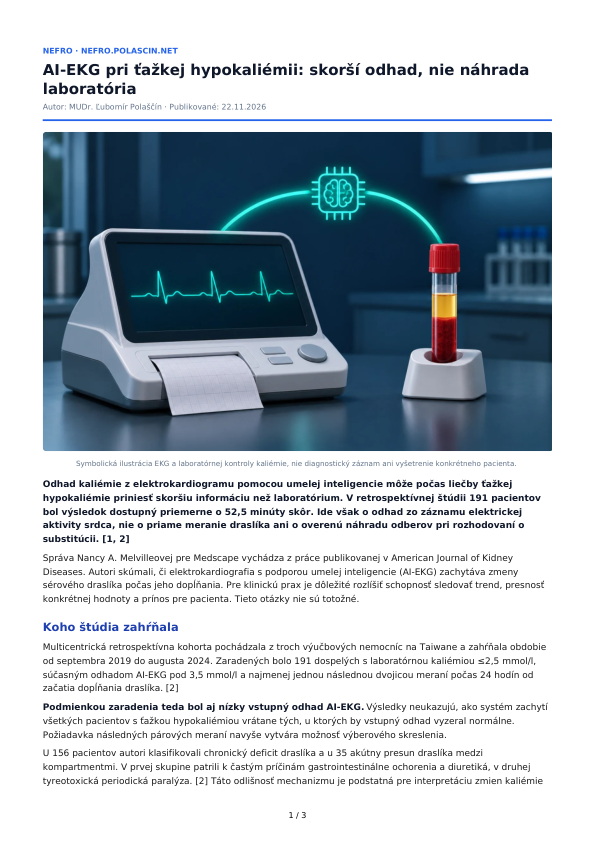 NEFRO · NEFRO.POLASCIN.NET
AI-EKG pri ťažkej hypokaliémii: skorší odhad, nie náhrada
laboratória
Autor: MUDr. Ľubomír Polaščín · Publikované: 22.11.2026
Symbolická ilustrácia EKG a laboratórnej kontroly kaliémie, nie diagnostický záznam ani vyšetrenie konkrétneho pacienta.
Odhad kaliémie z elektrokardiogramu pomocou umelej inteligencie môže počas liečby ťažkej
hypokaliémie priniesť skoršiu informáciu než laboratórium. V retrospektívnej štúdii 191 pacientov
bol výsledok dostupný priemerne o 52,5 minúty skôr. Ide však o odhad zo záznamu elektrickej
aktivity srdca, nie o priame meranie draslíka ani o overenú náhradu odberov pri rozhodovaní o
substitúcii. [1, 2]
Správa Nancy A. Melvilleovej pre Medscape vychádza z práce publikovanej v American Journal of Kidney
Diseases. Autori skúmali, či elektrokardiografia s podporou umelej inteligencie (AI-EKG) zachytáva zmeny
sérového draslíka počas jeho dopĺňania. Pre klinickú prax je dôležité rozlíšiť schopnosť sledovať trend, presnosť
konkrétnej hodnoty a prínos pre pacienta. Tieto otázky nie sú totožné.
Koho štúdia zahŕňala
Multicentrická retrospektívna kohorta pochádzala z troch výučbových nemocníc na Taiwane a zahŕňala obdobie
od septembra 2019 do augusta 2024. Zaradených bolo 191 dospelých s laboratórnou kaliémiou ≤2,5 mmol/l,
súčasným odhadom AI-EKG pod 3,5 mmol/l a najmenej jednou následnou dvojicou meraní počas 24 hodín od
začatia dopĺňania draslíka. [2]
Podmienkou zaradenia teda bol aj nízky vstupný odhad AI-EKG. Výsledky neukazujú, ako systém zachytí
všetkých pacientov s ťažkou hypokaliémiou vrátane tých, u ktorých by vstupný odhad vyzeral normálne.
Požiadavka následných párových meraní navyše vytvára možnosť výberového skreslenia.
U 156 pacientov autori klasifikovali chronický deficit draslíka a u 35 akútny presun draslíka medzi
kompartmentmi. V prvej skupine patrili k častým príčinám gastrointestinálne ochorenia a diuretiká, v druhej
tyreotoxická periodická paralýza. [2] Táto odlišnosť mechanizmu je podstatná pre interpretáciu zmien kaliémie
1 / 3